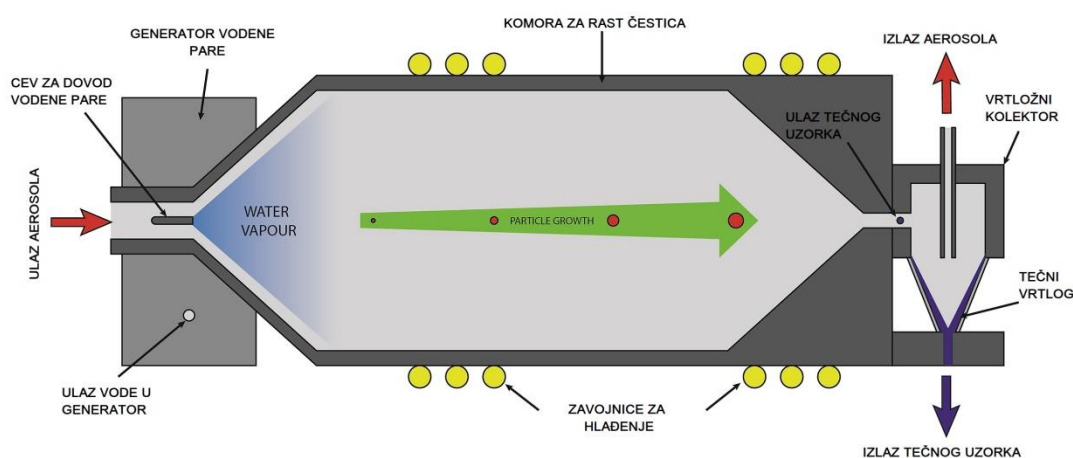 GENERATOR VODENE
PARE
CEV ZA DOVOD
VODENE PARE
KOMORA ZA RAST ČESTICA
IZLAZ AEROSOLA
VRTLOŽNI
KOLEKTOR
ULAZ TEČNOG
UZORKA
ULAZ AEROSOLA
WATER
VAPOUR
PARTICLE GROWTH
TEČNI
VRTLOG
ULAZ VODE U
GENERATOR
ZAVOJNICE ZA
HLAĐENJE
IZLAZ TEČNOG UZORKA